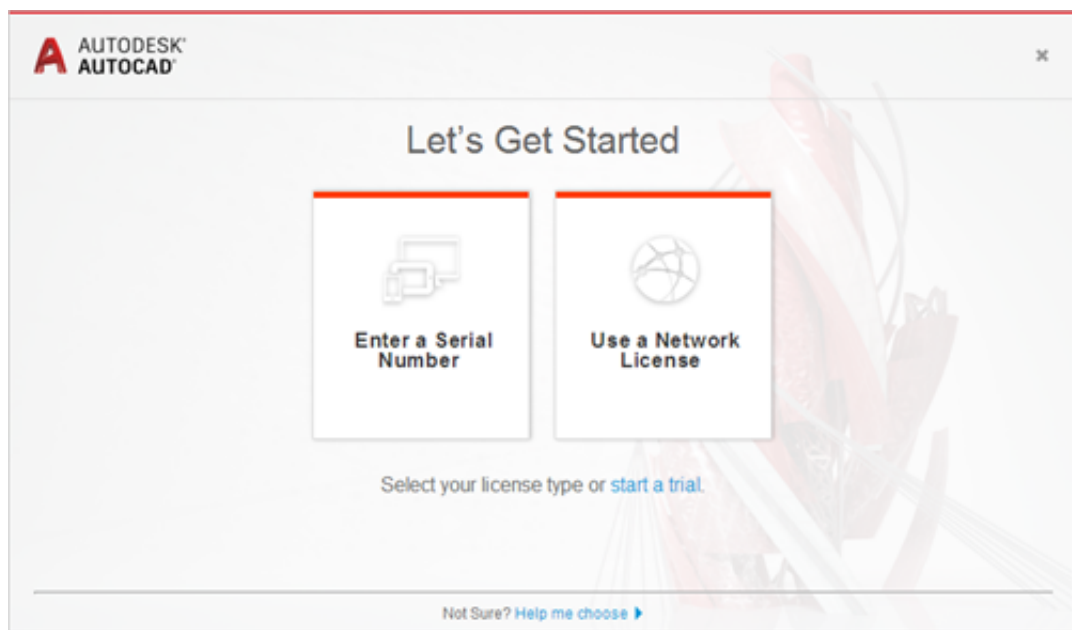 AUTODESK®
AUTOCAD®
Let's Get Started
Enter a Serial
Number
Use a Network
License
Select your license type or start a trial.
Not Sure? Help me choose